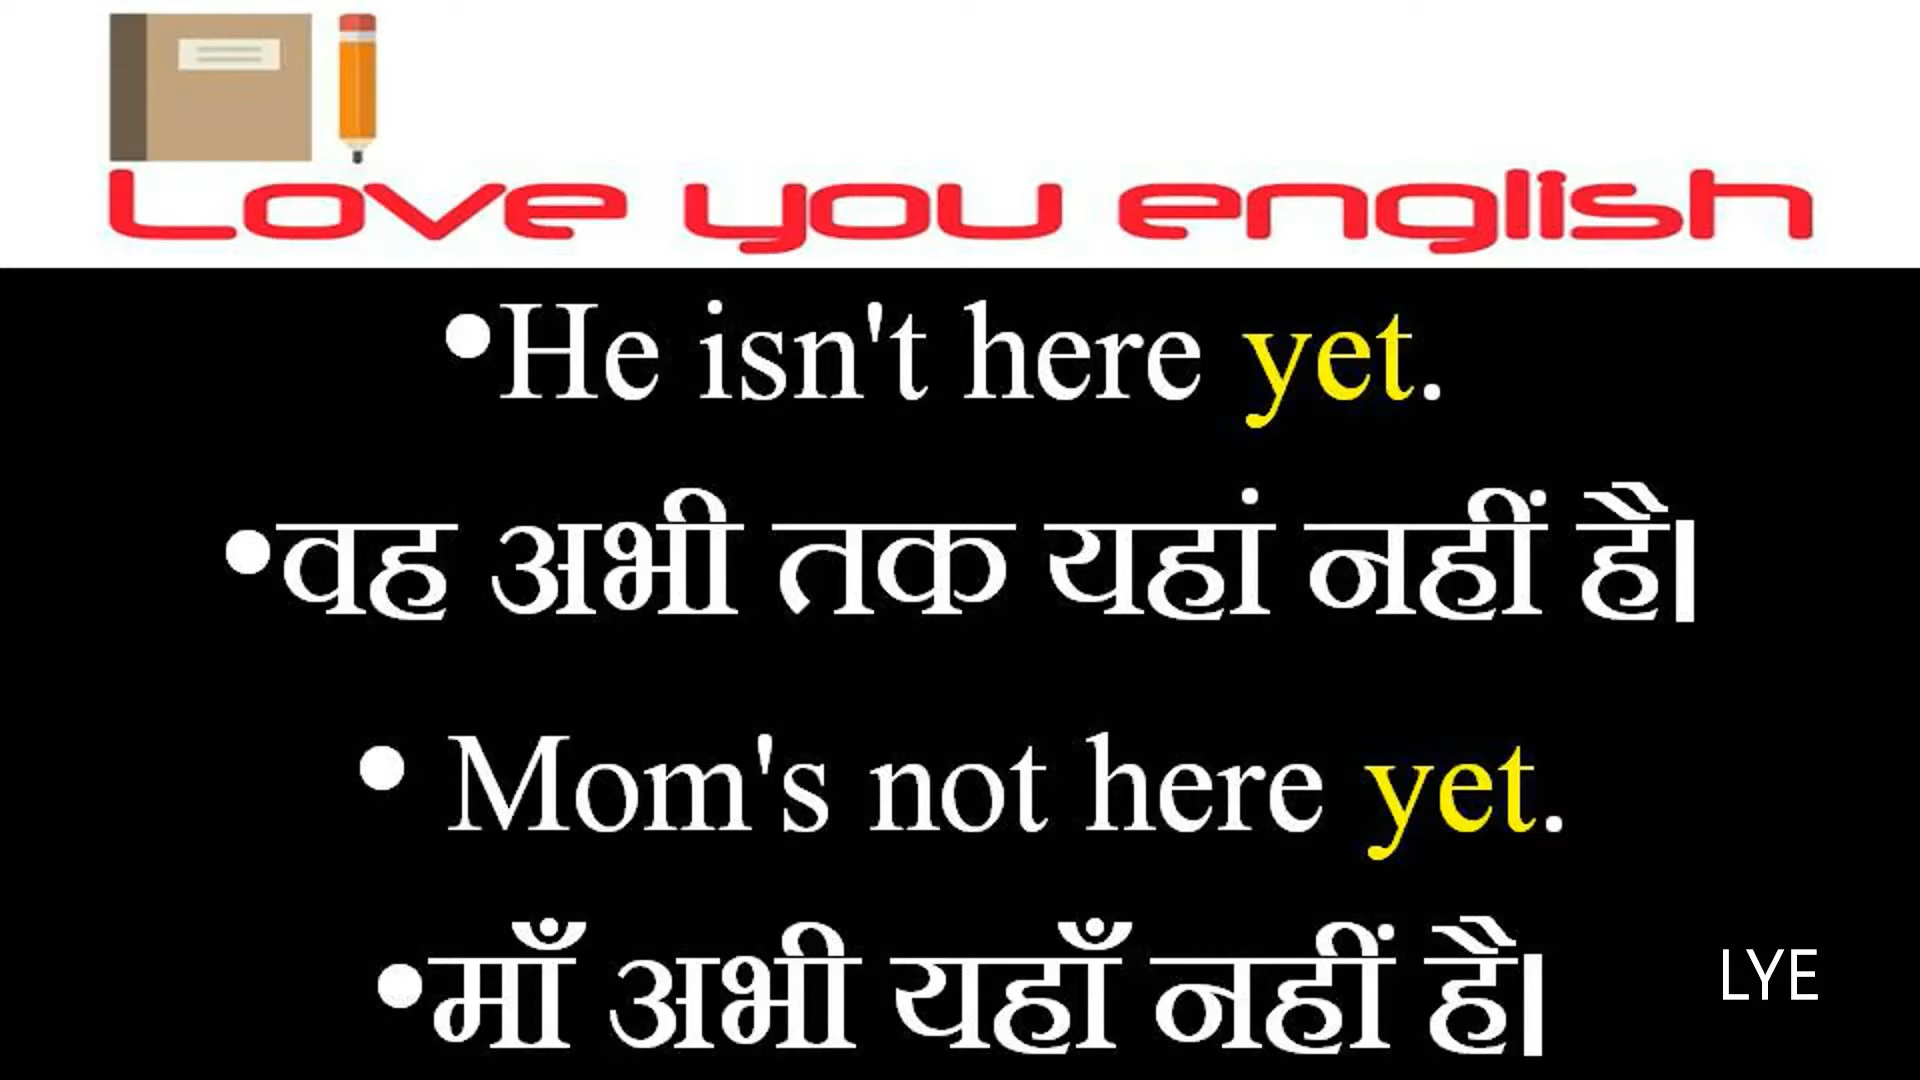 Love you english
•He isn't here yet.
•वह अभी तक यहां नहीं है।
• Mom's not here yet.
•माँ अभी यहाँ नहीं है।
LYE